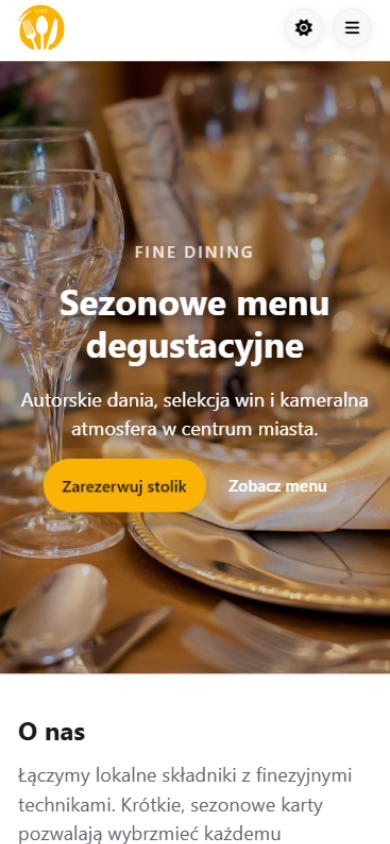 FINE DINING
Sezonowe menu
degustacyjne
Autorskie dania, selekcja win i kameralna
atmosfera w centrum miasta.
Zarezerwuj stolik
Zobacz menu
O nas
Łączymy lokalne składniki z finezyjnymi
technikami. Krótkie, sezonowe karty
pozwalają wybrzmieć każdemu